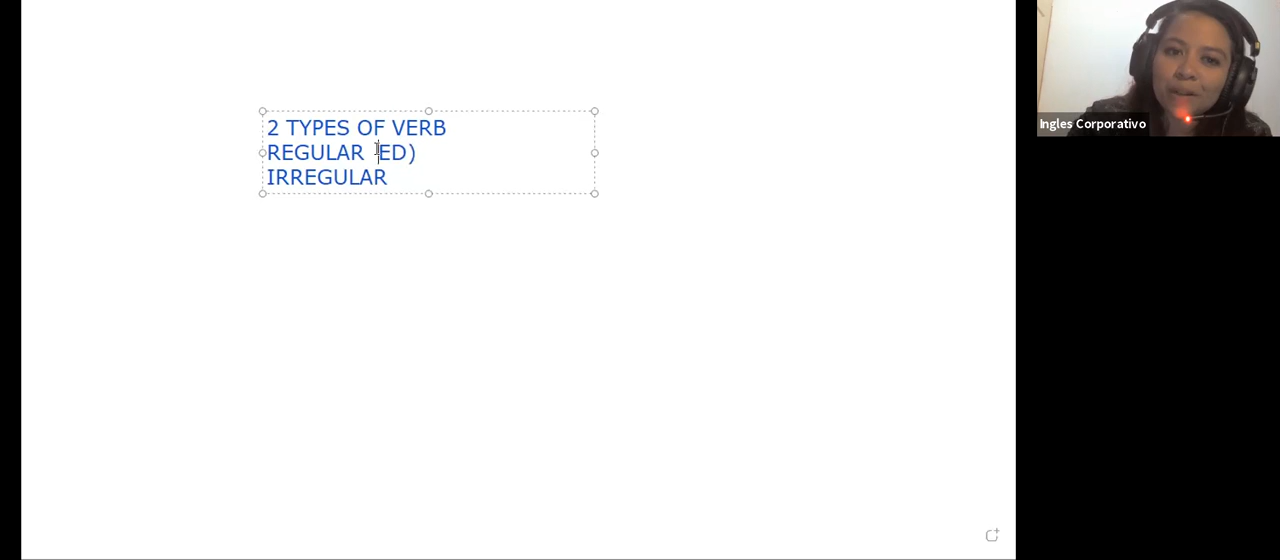 2 TYPES OF VERB
REGULAR ED)
IRREGULAR
Ingles Corporativo